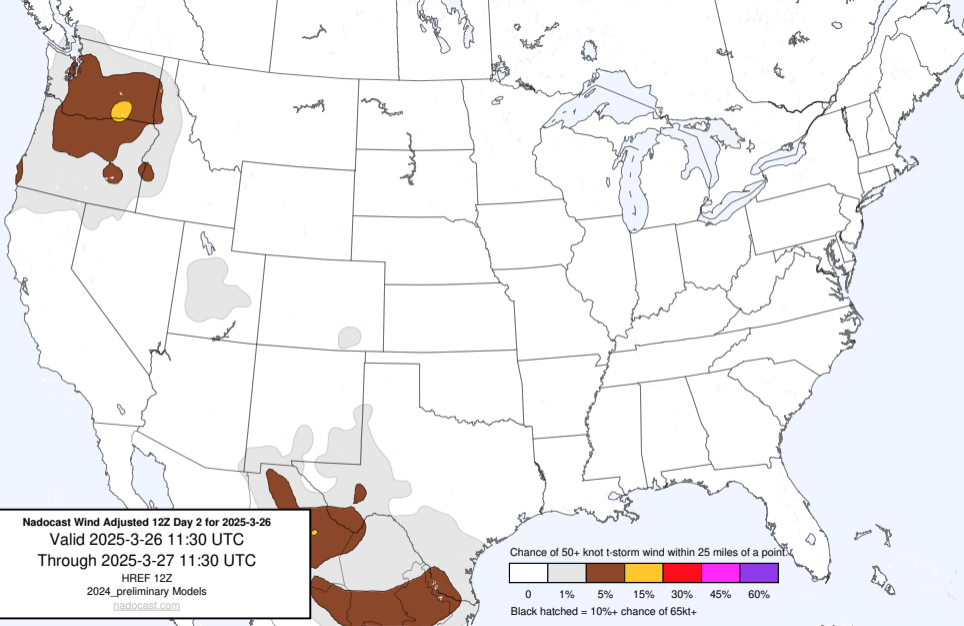 Nadocast Wind Adjusted 12Z Day 2 for 2025-3-26
Valid 2025-3-26 11:30 UTC
Through 2025-3-27 11:30 UTC
HREF 12Z
2024_preliminary Models
nadocast.com
Chance of 50+ knot t-storm wind within 25 miles of a point.
0 1% 5% 15% 30% 45% 60%
Black hatched = 10%+ chance of 65kt+